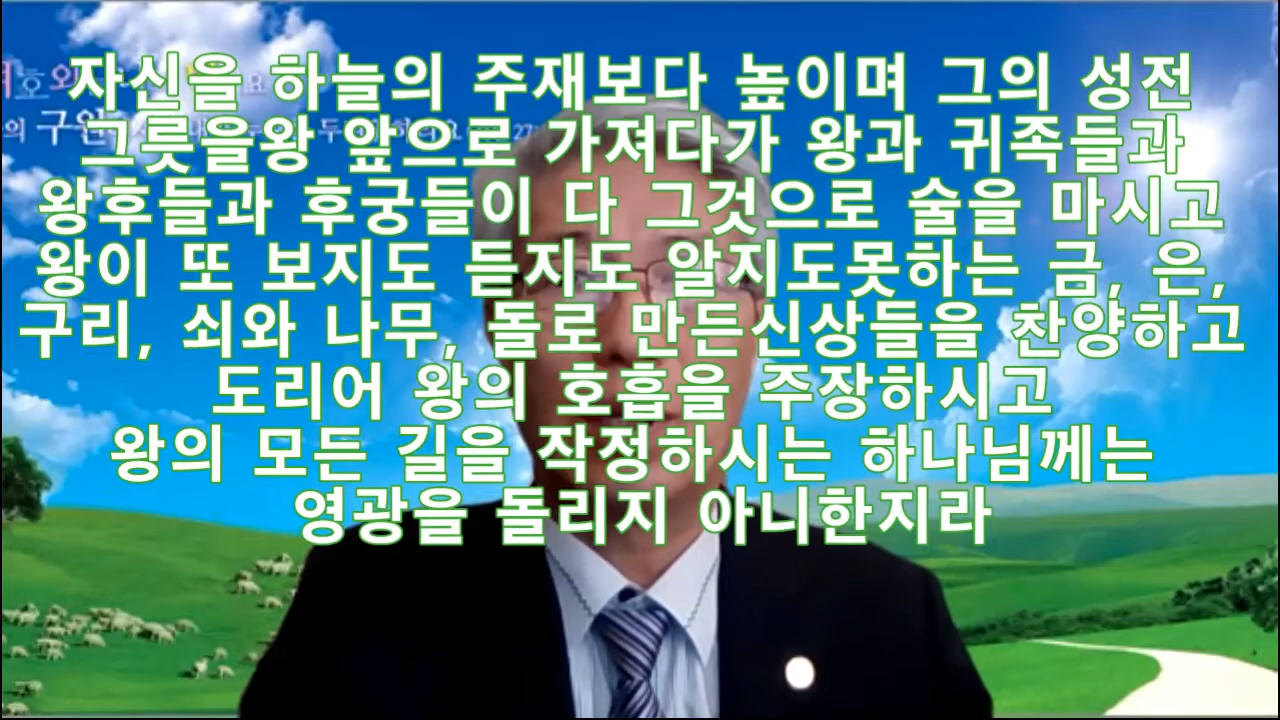 자신을 하늘의 주재보다 높이며 그의 성전
그릇을왕 앞으로 가져다가 왕과 귀족들과
왕후들과 후궁들이 다 그것으로 술을 마시고
왕이 또 보지도 듣지도 알지도못하는 금, 은,
구리, 쇠와 나무, 돌로 만든신상들을 찬양하고
도리어 왕의 호흡을 주장하시고
왕의 모든 길을 작정하시는 하나님께는
영광을 돌리지 아니한지라